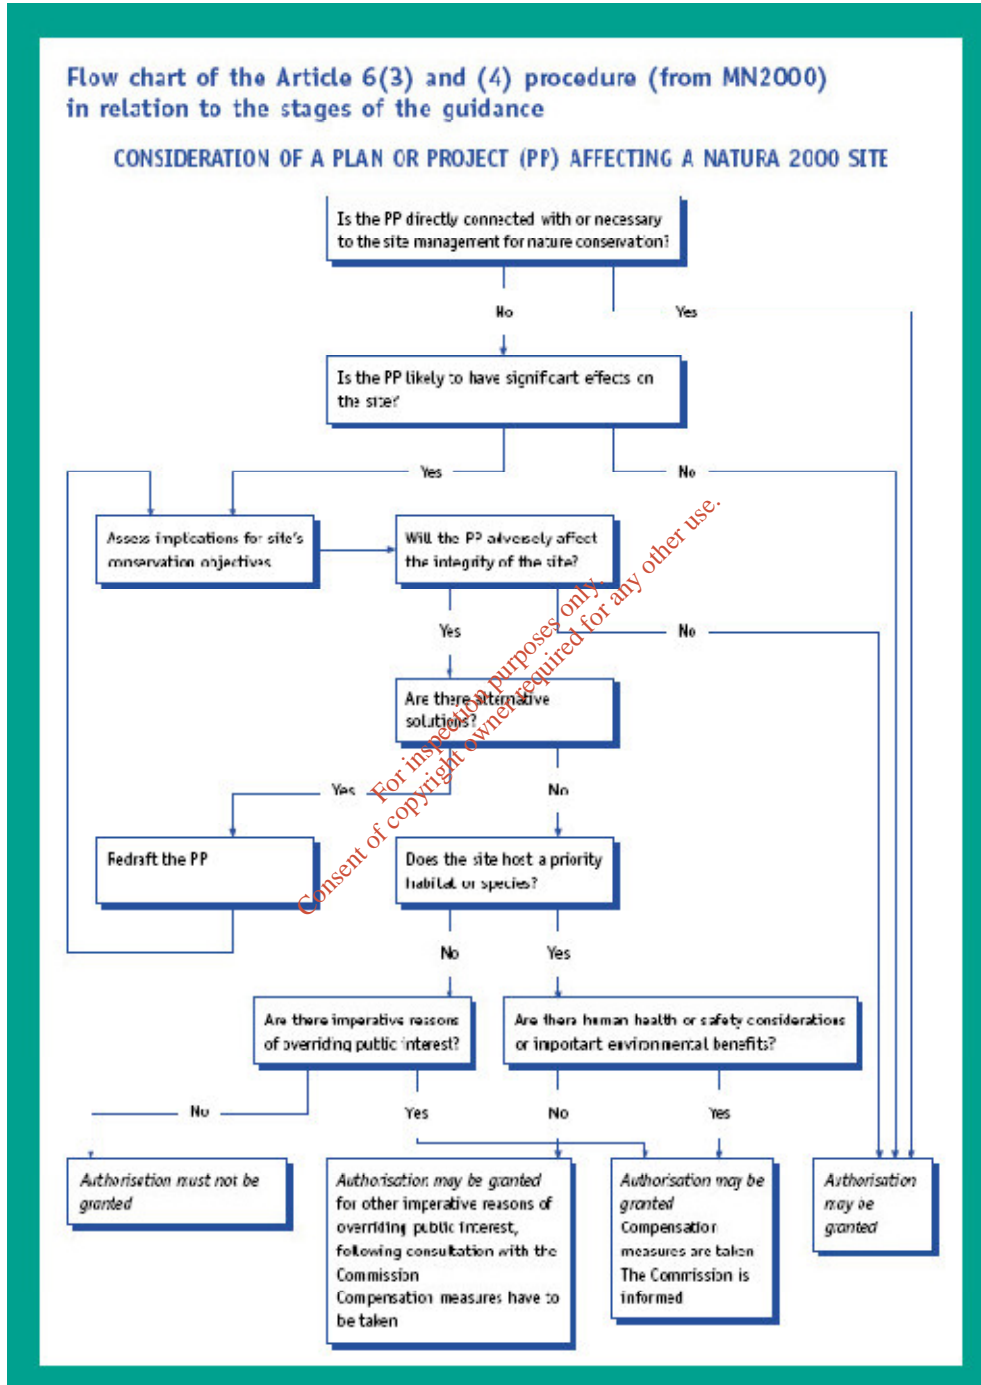 Flow chart of the Article 6(3) and (4) procedure (from MN2000)
in relation to the stages of the guidance
CONSIDERATION OF A PLAN OR PROJECT (PP) AFFECTING A NATURA 2000 SITE
Is the PP directly connected with or necessary
to the site management for nature conservation?
No
Yes
Is the PP likely to have significant effects on
the site?
Yes
No
Assess implications for site's
conservation objectives
Will the PP adversely affect
the integrity of the site?
Yes
No
Are there alternative
solutions?
Yes
No
Redraft the PP
Does the site host a priority
habitat or species?
No
Yes
Are there imperative reasons
of overriding public interest?
Are there human health or safety considerations
or important environmental benefits?
No
Yes
No
Yes
Authorisation must not be
granted
Authorisation may be granted
for other imperative reasons of
overriding public interest,
following consultation with the
Commission
Compensation measures have to
be taken
Authorisation may be
granted
Compensation
measures are taken
The Commission is
informed
Authorisation
may be
granted
For inspection purposes only.
Consent of copyright owner required for any other use.